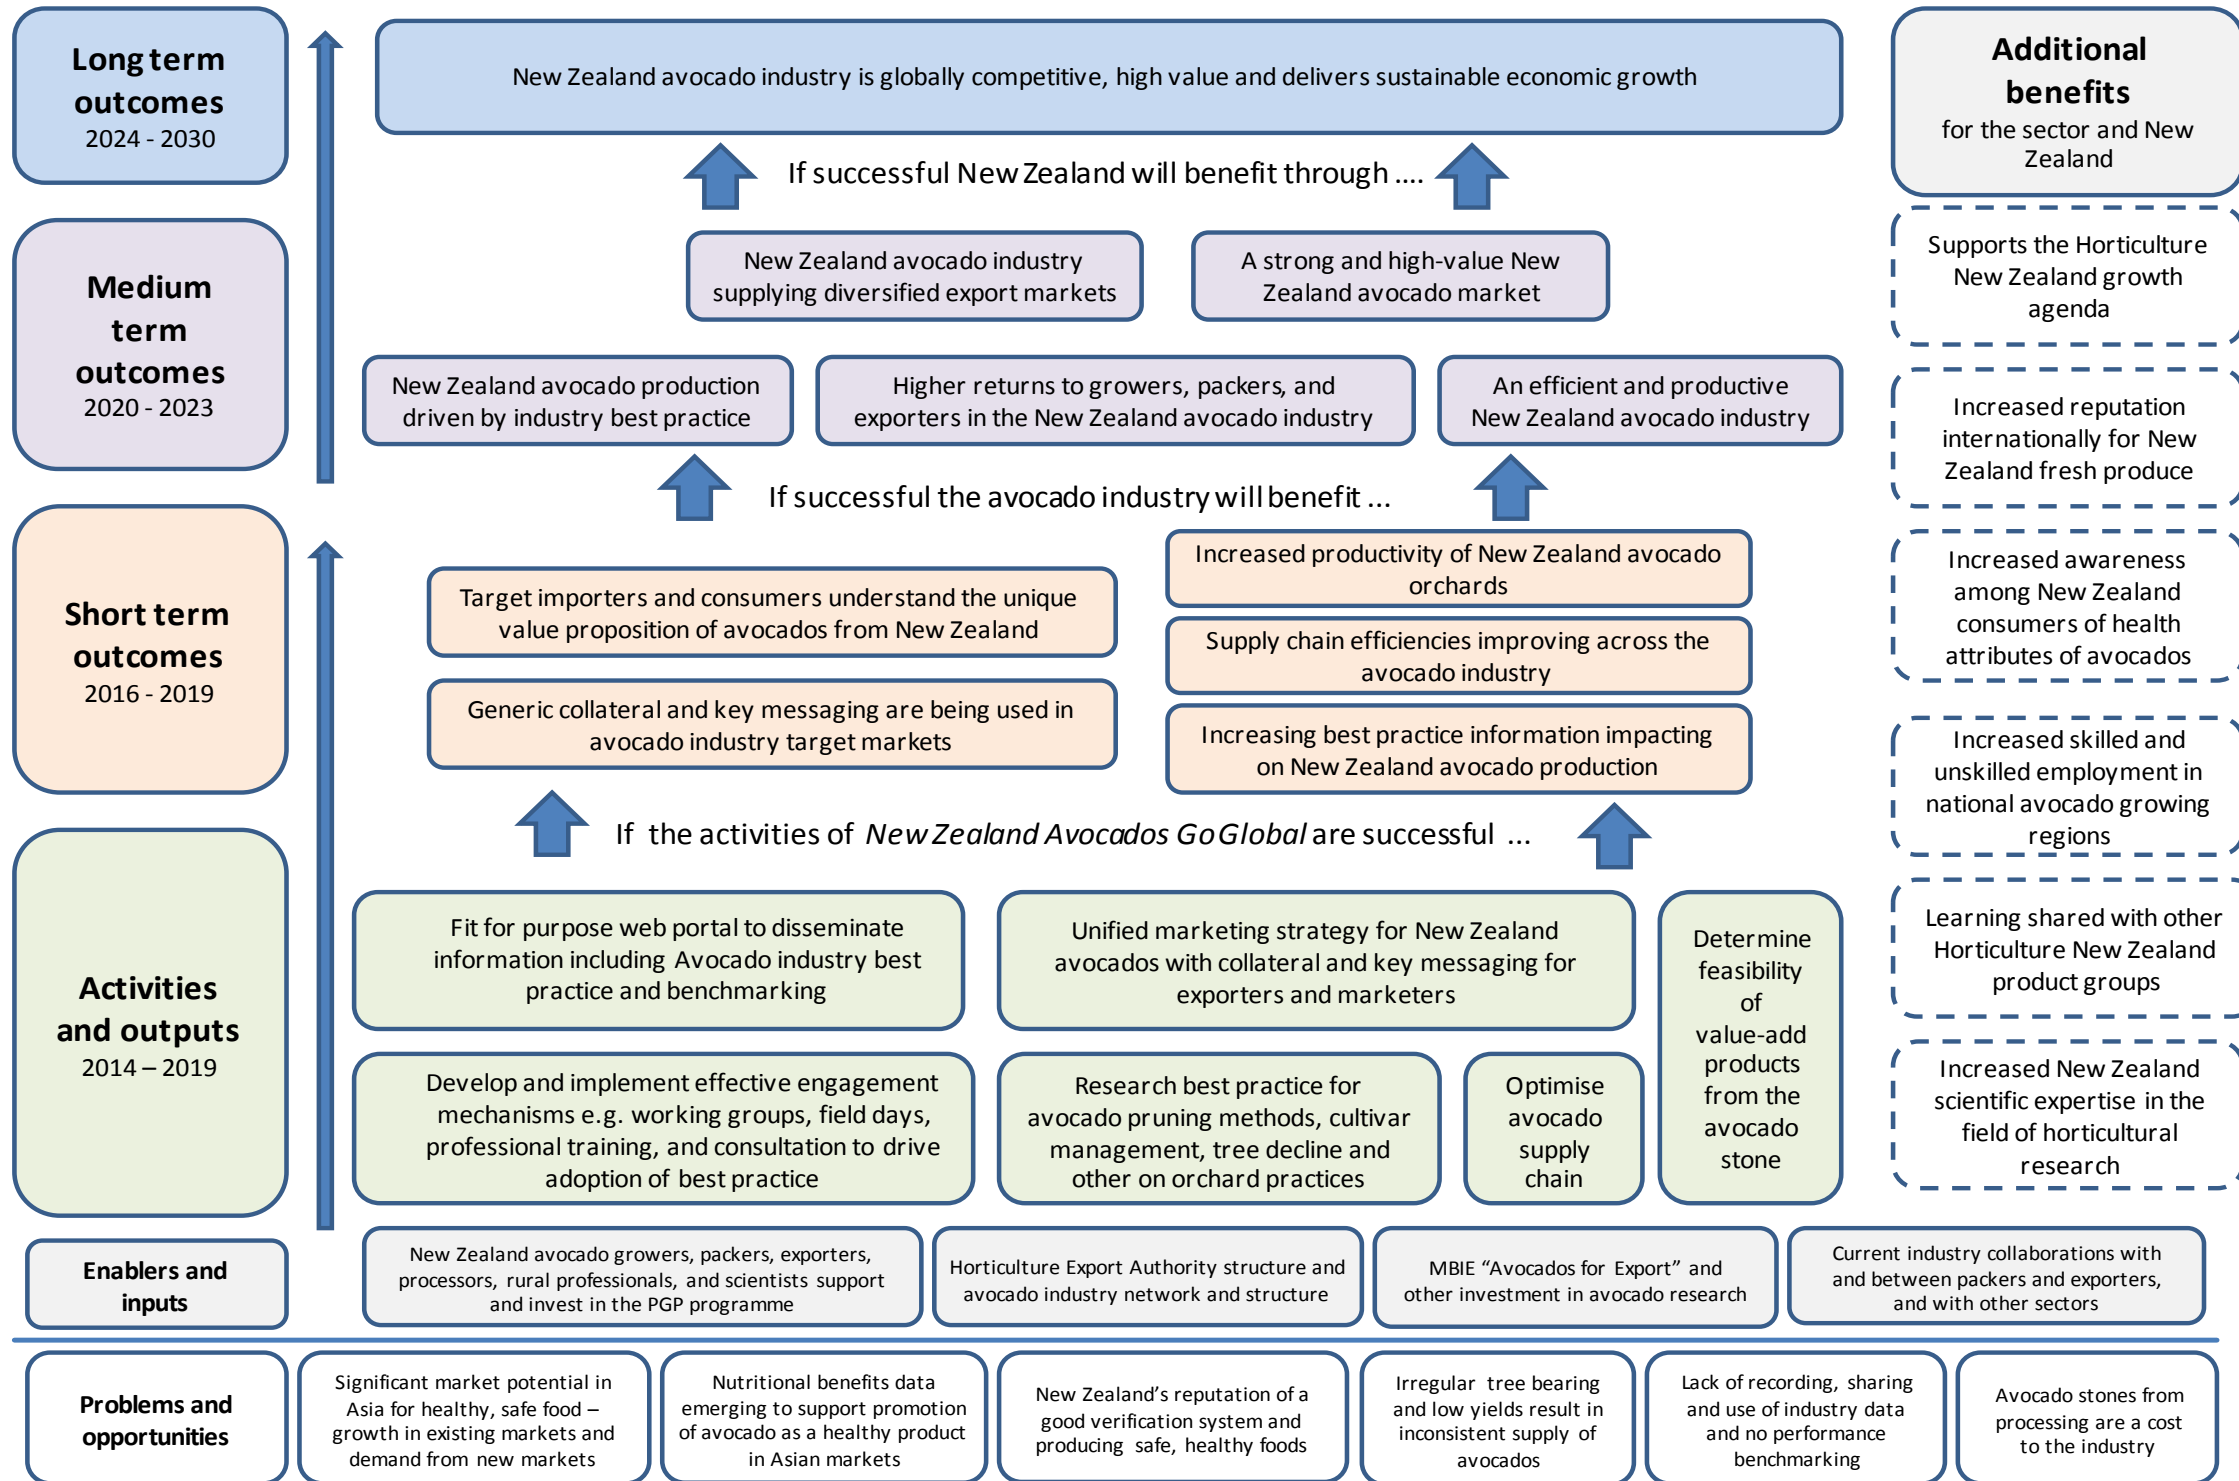 Long term
outcomes
2024 - 2030
New Zealand avocado industry is globally competitive, high value and delivers sustainable economic growth
Additional
benefits
for the sector and New
Zealand
If successful New Zealand will benefit through ....
Medium
term
outcomes
2020 - 2023
New Zealand avocado industry
supplying diversified export markets
A strong and high-value New
Zealand avocado market
New Zealand avocado production
driven by industry best practice
Higher returns to growers, packers, and
exporters in the New Zealand avocado industry
An efficient and productive
New Zealand avocado industry
Supports the Horticulture
New Zealand growth
agenda
Increased reputation
internationally for New
Zealand fresh produce
If successful the avocado industry will benefit ...
Short term
outcomes
2016 - 2019
Target importers and consumers understand the unique
value proposition of avocados from New Zealand
Generic collateral and key messaging are being used in
avocado industry target markets
Increased productivity of New Zealand avocado
orchards
Supply chain efficiencies improving across the
avocado industry
Increasing best practice information impacting
on New Zealand avocado production
Increased awareness
among New Zealand
consumers of health
attributes of avocados
Increased skilled and
unskilled employment in
national avocado growing
regions
If the activities of New Zealand Avocados Go Global are successful ...
Activities
and outputs
2014 – 2019
Fit for purpose web portal to disseminate
information including Avocado industry best
practice and benchmarking
Unified marketing strategy for New Zealand
avocados with collateral and key messaging for
exporters and marketers
Determine
feasibility
of
value-add
products
from the
avocado
stone
Develop and implement effective engagement
mechanisms e.g. working groups, field days,
professional training, and consultation to drive
adoption of best practice
Research best practice for
avocado pruning methods, cultivar
management, tree decline and
other on orchard practices
Optimise
avocado
supply
chain
Learning shared with other
Horticulture New Zealand
product groups
Increased New Zealand
scientific expertise in the
field of horticultural
research
Enablers and
inputs
New Zealand avocado growers, packers, exporters,
processors, rural professionals, and scientists support
and invest in the PGP programme
Horticulture Export Authority structure and
avocado industry network and structure
MBIE “Avocados for Export” and
other investment in avocado research
Current industry collaborations with
and between packers and exporters,
and with other sectors
Problems and
opportunities
Significant market potential in
Asia for healthy, safe food –
growth in existing markets and
demand from new markets
Nutritional benefits data
emerging to support promotion
of avocado as a healthy product
in Asian markets
New Zealand’s reputation of a
good verification system and
producing safe, healthy foods
Irregular tree bearing
and low yields result in
inconsistent supply of
avocados
Lack of recording, sharing
and use of industry data
and no performance
benchmarking
Avocado stones from
processing are a cost
to the industry